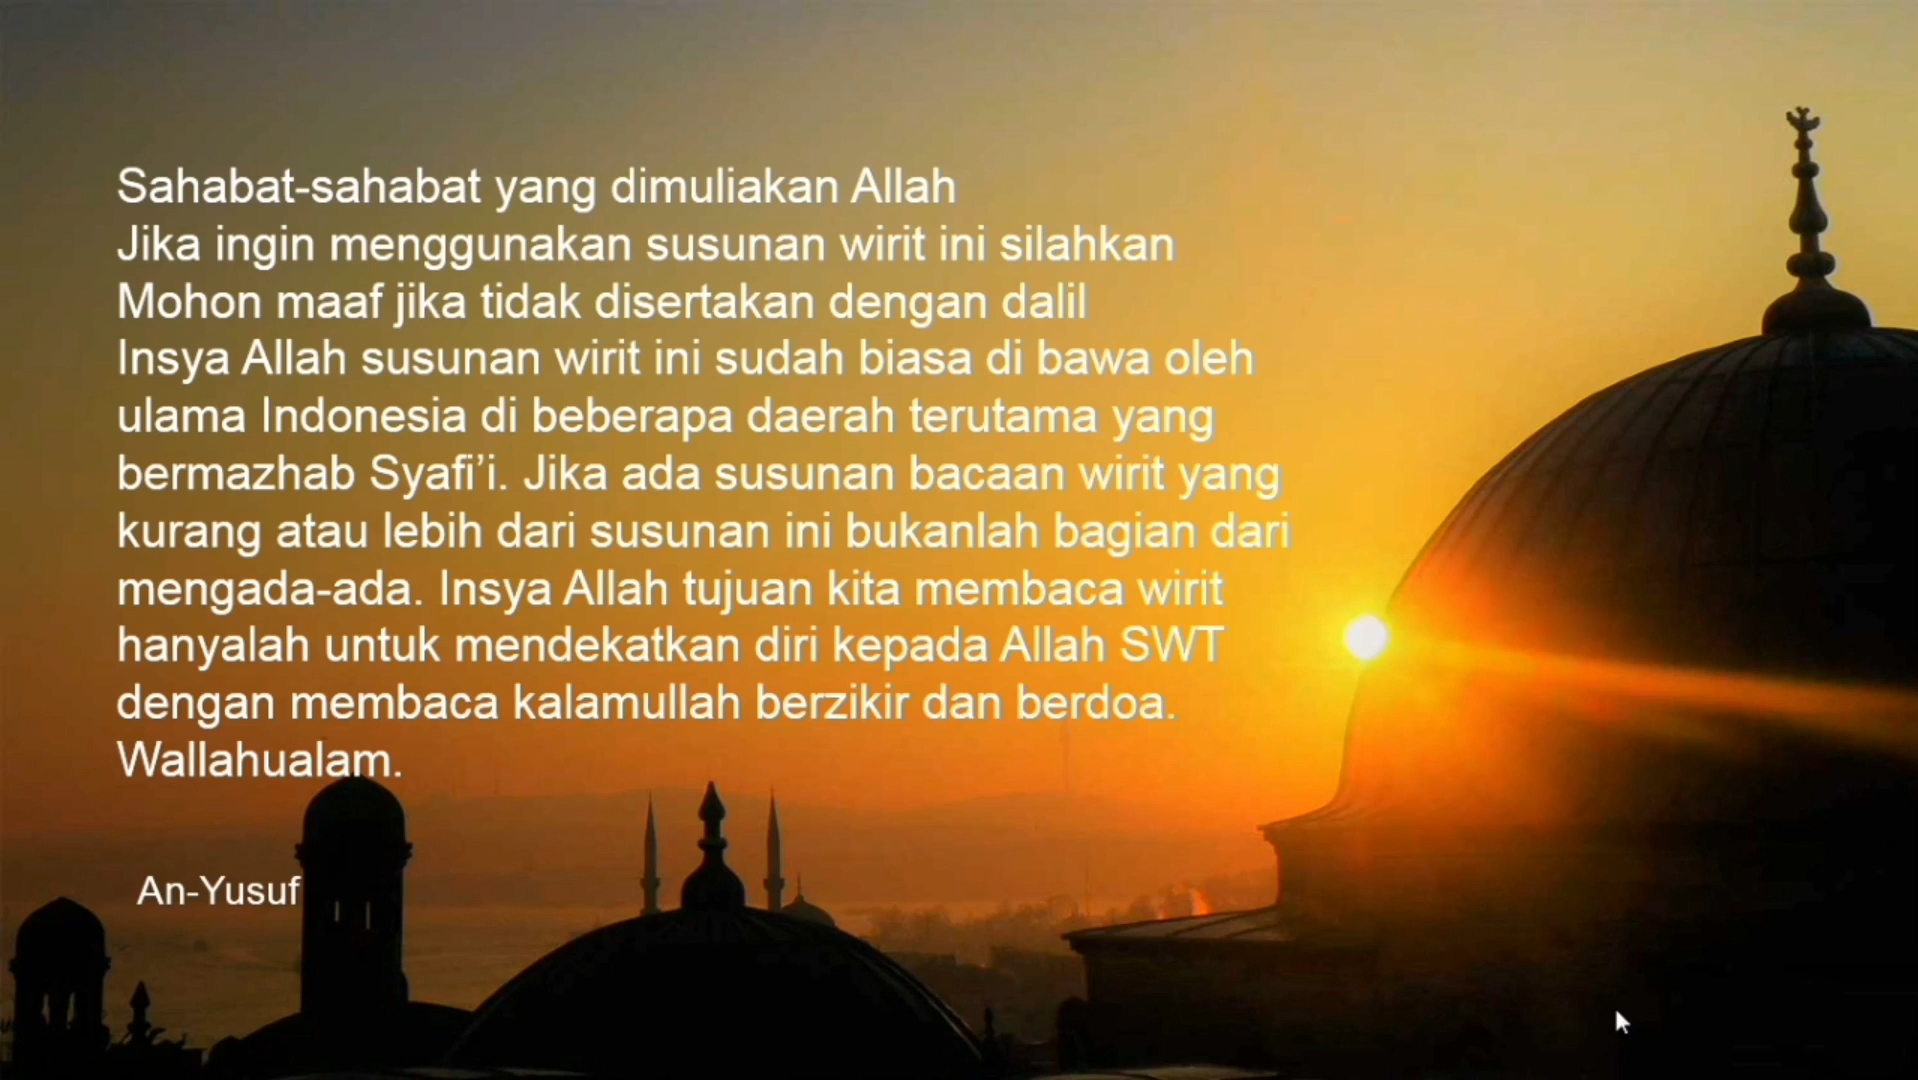 Sahabat-sahabat yang dimuliakan Allah
Jika ingin menggunakan susunan wirit ini silahkan
Mohon maaf jika tidak disertakan dengan dalil
Insya Allah susunan wirit ini sudah biasa di bawa oleh
ulama Indonesia di beberapa daerah terutama yang
bermazhab Syafi’i. Jika ada susunan bacaan wirit yang
kurang atau lebih dari susunan ini bukanlah bagian dari
mengada-ada. Insya Allah tujuan kita membaca wirit
hanyalah untuk mendekatkan diri kepada Allah SWT
dengan membaca kalamullah berzikir dan berdoa.
Wallahualam.
An-Yusuf